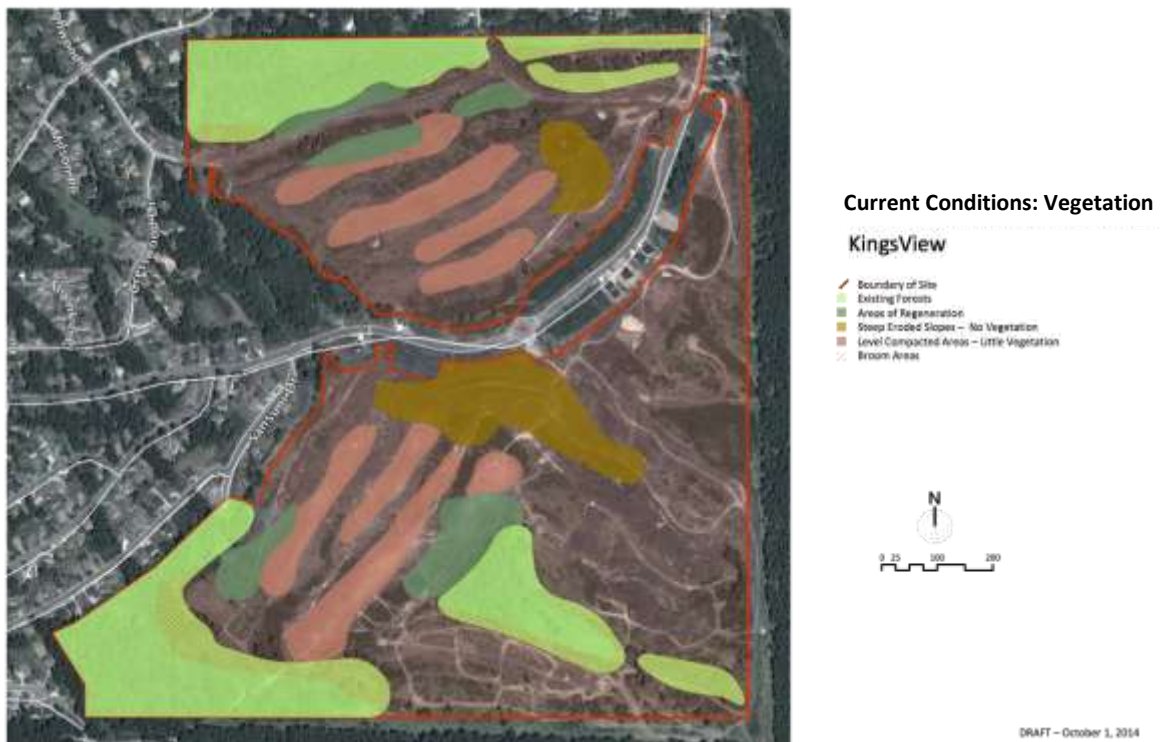 Current Conditions: Vegetation
KingsView
Boundary of Site
Existing Forests
Areas of Regeneration
Steep Eroded Slopes – No Vegetation
Level Compacted Areas – Little Vegetation
Broom Areas
N
0 25 100 200
DRAFT – October 1, 2014